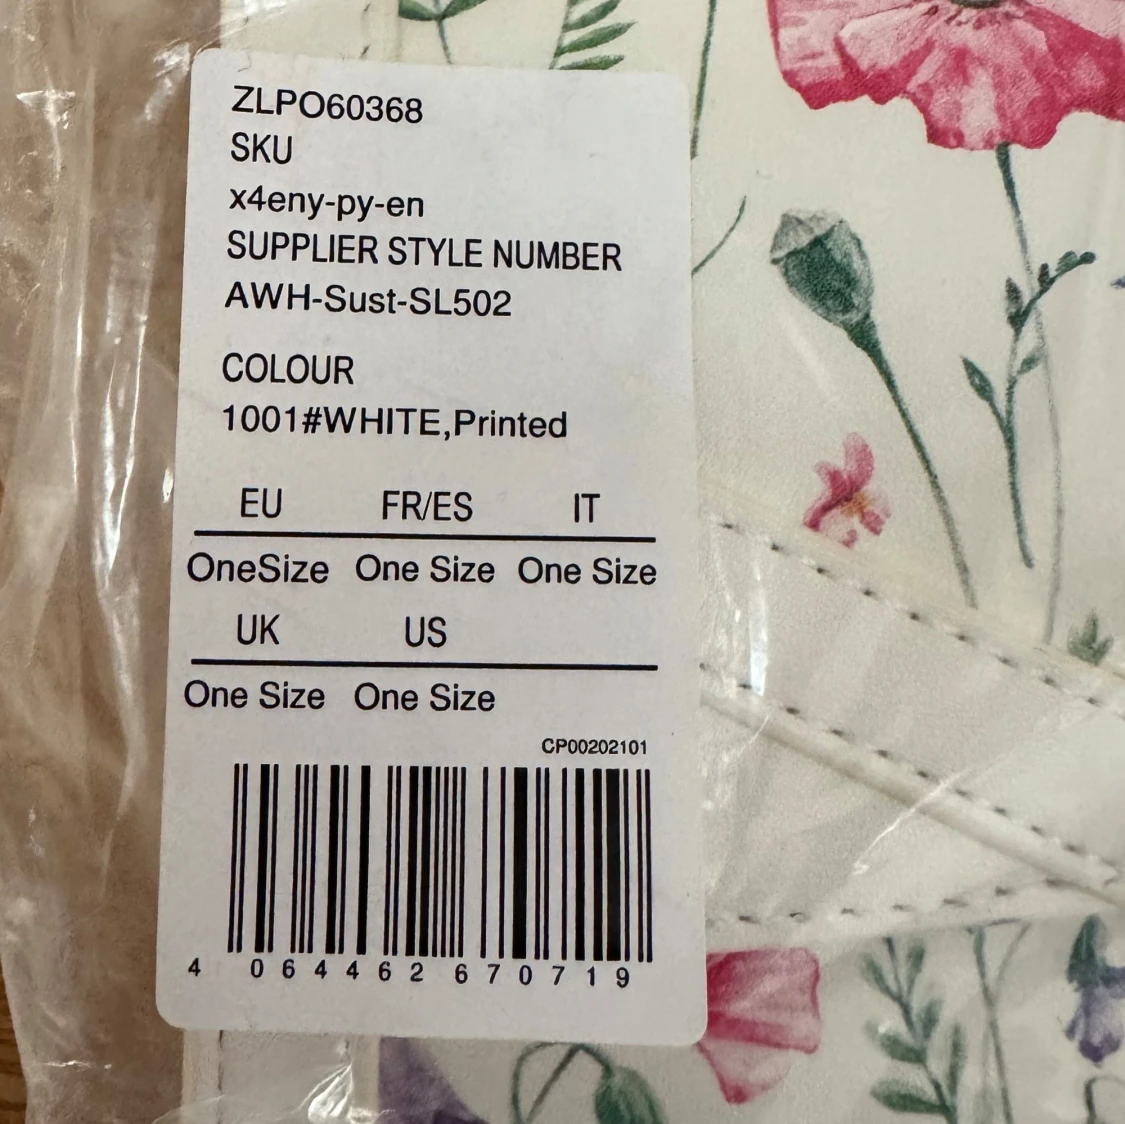 ZLPO60368
SKU
x4eny-py-en
SUPPLIER STYLE NUMBER
AWH-Sust-SL502
COLOUR
1001#WHITE,Printed
EU FR/ES IT
OneSize One Size One Size
UK US
One Size One Size
CP00202101
4 064462 670719